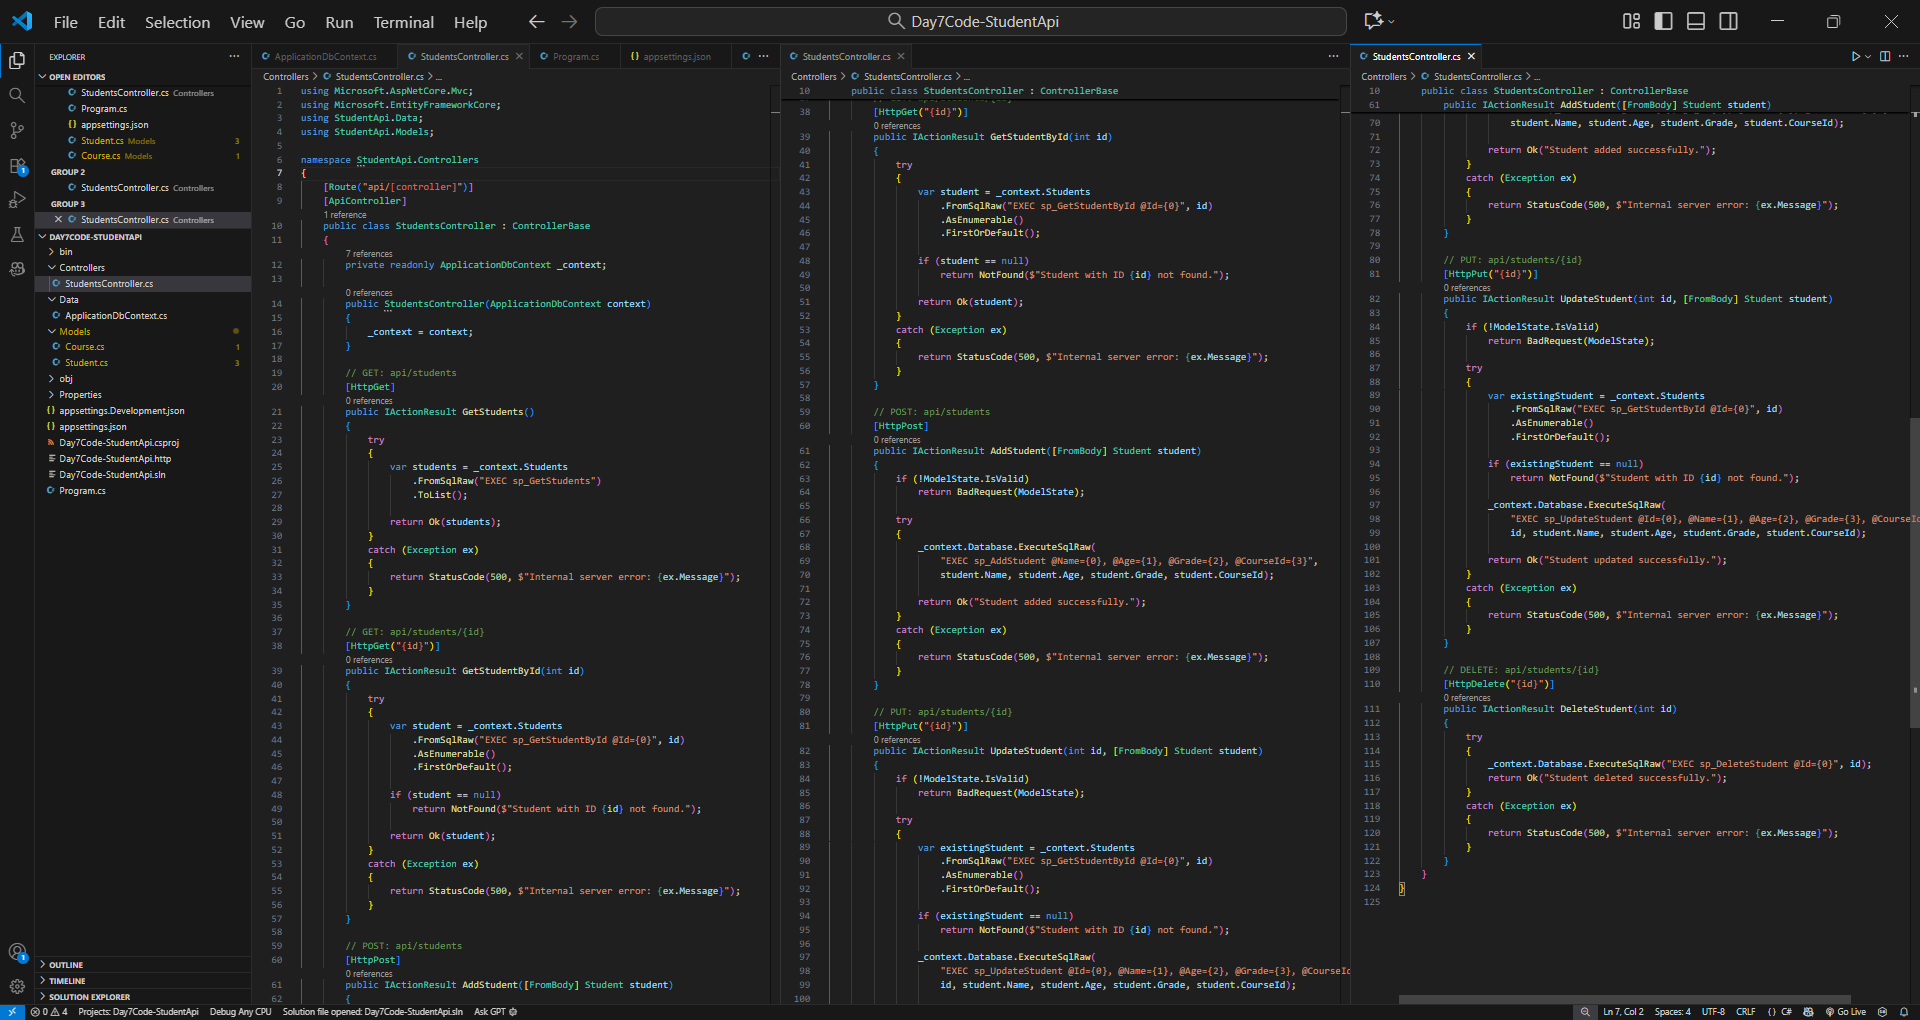 File Edit Selection View Go Run Terminal Help
Day7Code-StudentApi
EXPLORER
OPEN EDITORS
StudentsController.cs Controllers
Program.cs
appsettings.json
Student.cs Models 3
Course.cs Models 1
GROUP 2
StudentsController.cs Controllers
GROUP 3
StudentsController.cs Controllers
DAY7CODE-STUDENTAPI
bin
Controllers
StudentsController.cs
Data
ApplicationDbContext.cs
Models
Course.cs 1
Student.cs 3
obj
Properties
appsettings.Development.json
appsettings.json
Day7Code-StudentApi.csproj
Day7Code-StudentApi.http
Day7Code-StudentApi.sln
Program.cs
OUTLINE
TIMELINE
SOLUTION EXPLORER
ApplicationDbContext.cs StudentsController.cs Program.cs appsettings.json
Controllers > StudentsController.cs > ...
1 using Microsoft.AspNetCore.Mvc;
2 using Microsoft.EntityFrameworkCore;
3 using StudentApi.Data;
4 using StudentApi.Models;
5
6 namespace StudentApi.Controllers
7 {
8 [Route("api/[controller]")]
9 [ApiController]
1 reference
10 public class StudentsController : ControllerBase
11 {
7 references
12 private readonly ApplicationDbContext _context;
13
0 references
14 public StudentsController(ApplicationDbContext context)
15 {
16 _context = context;
17 }
18
19 // GET: api/students
20 [HttpGet]
0 references
21 public IActionResult GetStudents()
22 {
23 try
24 {
25 var students = _context.Students
26 .FromSqlRaw("EXEC sp_GetStudents")
27 .ToList();
28
29 return Ok(students);
30 }
31 catch (Exception ex)
32 {
33 return StatusCode(500, $"Internal server error: {ex.Message}");
34 }
35 }
36
37 // GET: api/students/{id}
38 [HttpGet("{id}")]
0 references
39 public IActionResult GetStudentById(int id)
40 {
41 try
42 {
43 var student = _context.Students
44 .FromSqlRaw("EXEC sp_GetStudentById @Id={0}", id)
45 .AsEnumerable()
46 .FirstOrDefault();
47
48 if (student == null)
49 return NotFound($"Student with ID {id} not found.");
50
51 return Ok(student);
52 }
53 catch (Exception ex)
54 {
55 return StatusCode(500, $"Internal server error: {ex.Message}");
56 }
57 }
58
59 // POST: api/students
60 [HttpPost]
0 references
61 public IActionResult AddStudent([FromBody] Student student)
62 {
StudentsController.cs
Controllers > StudentsController.cs > ...
10 public class StudentsController : ControllerBase
38 [HttpGet("{id}")]
0 references
39 public IActionResult GetStudentById(int id)
40 {
41 try
42 {
43 var student = _context.Students
44 .FromSqlRaw("EXEC sp_GetStudentById @Id={0}", id)
45 .AsEnumerable()
46 .FirstOrDefault();
47
48 if (student == null)
49 return NotFound($"Student with ID {id} not found.");
50
51 return Ok(student);
52 }
53 catch (Exception ex)
54 {
55 return StatusCode(500, $"Internal server error: {ex.Message}");
56 }
57 }
58
59 // POST: api/students
60 [HttpPost]
0 references
61 public IActionResult AddStudent([FromBody] Student student)
62 {
63 if (!ModelState.IsValid)
64 return BadRequest(ModelState);
65
66 try
67 {
68 _context.Database.ExecuteSqlRaw(
69 "EXEC sp_AddStudent @Name={0}, @Age={1}, @Grade={2}, @CourseId={3}",
70 student.Name, student.Age, student.Grade, student.CourseId);
71
72 return Ok("Student added successfully.");
73 }
74 catch (Exception ex)
75 {
76 return StatusCode(500, $"Internal server error: {ex.Message}");
77 }
78 }
79
80 // PUT: api/students/{id}
81 [HttpPut("{id}")]
0 references
82 public IActionResult UpdateStudent(int id, [FromBody] Student student)
83 {
84 if (!ModelState.IsValid)
85 return BadRequest(ModelState);
86
87 try
88 {
89 var existingStudent = _context.Students
90 .FromSqlRaw("EXEC sp_GetStudentById @Id={0}", id)
91 .AsEnumerable()
92 .FirstOrDefault();
93
94 if (existingStudent == null)
95 return NotFound($"Student with ID {id} not found.");
96
97 _context.Database.ExecuteSqlRaw(
98 "EXEC sp_UpdateStudent @Id={0}, @Name={1}, @Age={2}, @Grade={3}, @CourseId
99 id, student.Name, student.Age, student.Grade, student.CourseId);
100
StudentsController.cs
Controllers > StudentsController.cs > ...
10 public class StudentsController : ControllerBase
61 public IActionResult AddStudent([FromBody] Student student)
70 student.Name, student.Age, student.Grade, student.CourseId);
71
72 return Ok("Student added successfully.");
73 }
74 catch (Exception ex)
75 {
76 return StatusCode(500, $"Internal server error: {ex.Message}");
77 }
78 }
79
80 // PUT: api/students/{id}
81 [HttpPut("{id}")]
0 references
82 public IActionResult UpdateStudent(int id, [FromBody] Student student)
83 {
84 if (!ModelState.IsValid)
85 return BadRequest(ModelState);
86
87 try
88 {
89 var existingStudent = _context.Students
90 .FromSqlRaw("EXEC sp_GetStudentById @Id={0}", id)
91 .AsEnumerable()
92 .FirstOrDefault();
93
94 if (existingStudent == null)
95 return NotFound($"Student with ID {id} not found.");
96
97 _context.Database.ExecuteSqlRaw(
98 "EXEC sp_UpdateStudent @Id={0}, @Name={1}, @Age={2}, @Grade={3}, @CourseId
99 id, student.Name, student.Age, student.Grade, student.CourseId);
100
101 return Ok("Student updated successfully.");
102 }
103 catch (Exception ex)
104 {
105 return StatusCode(500, $"Internal server error: {ex.Message}");
106 }
107 }
108
109 // DELETE: api/students/{id}
110 [HttpDelete("{id}")]
0 references
111 public IActionResult DeleteStudent(int id)
112 {
113 try
114 {
115 _context.Database.ExecuteSqlRaw("EXEC sp_DeleteStudent @Id={0}", id);
116 return Ok("Student deleted successfully.");
117 }
118 catch (Exception ex)
119 {
120 return StatusCode(500, $"Internal server error: {ex.Message}");
121 }
122 }
123 }
124 }
125
0 4 Projects: Day7Code-StudentApi Debug Any CPU Solution file opened: Day7Code-StudentApi.sln Ask GPT Ln 7, Col 2 Spaces: 4 UTF-8 CRLF {} C# Go Live